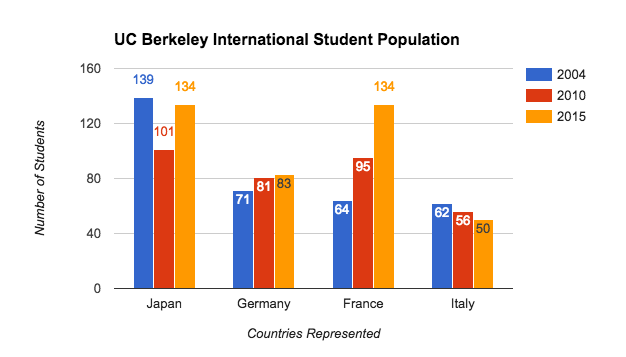 UC Berkeley International Student Population
160
120
80
40
0
Number of Students
139
101
134
71
81
83
64
95
134
62
56
50
Japan
Germany
France
Italy
Countries Represented
2004
2010
2015